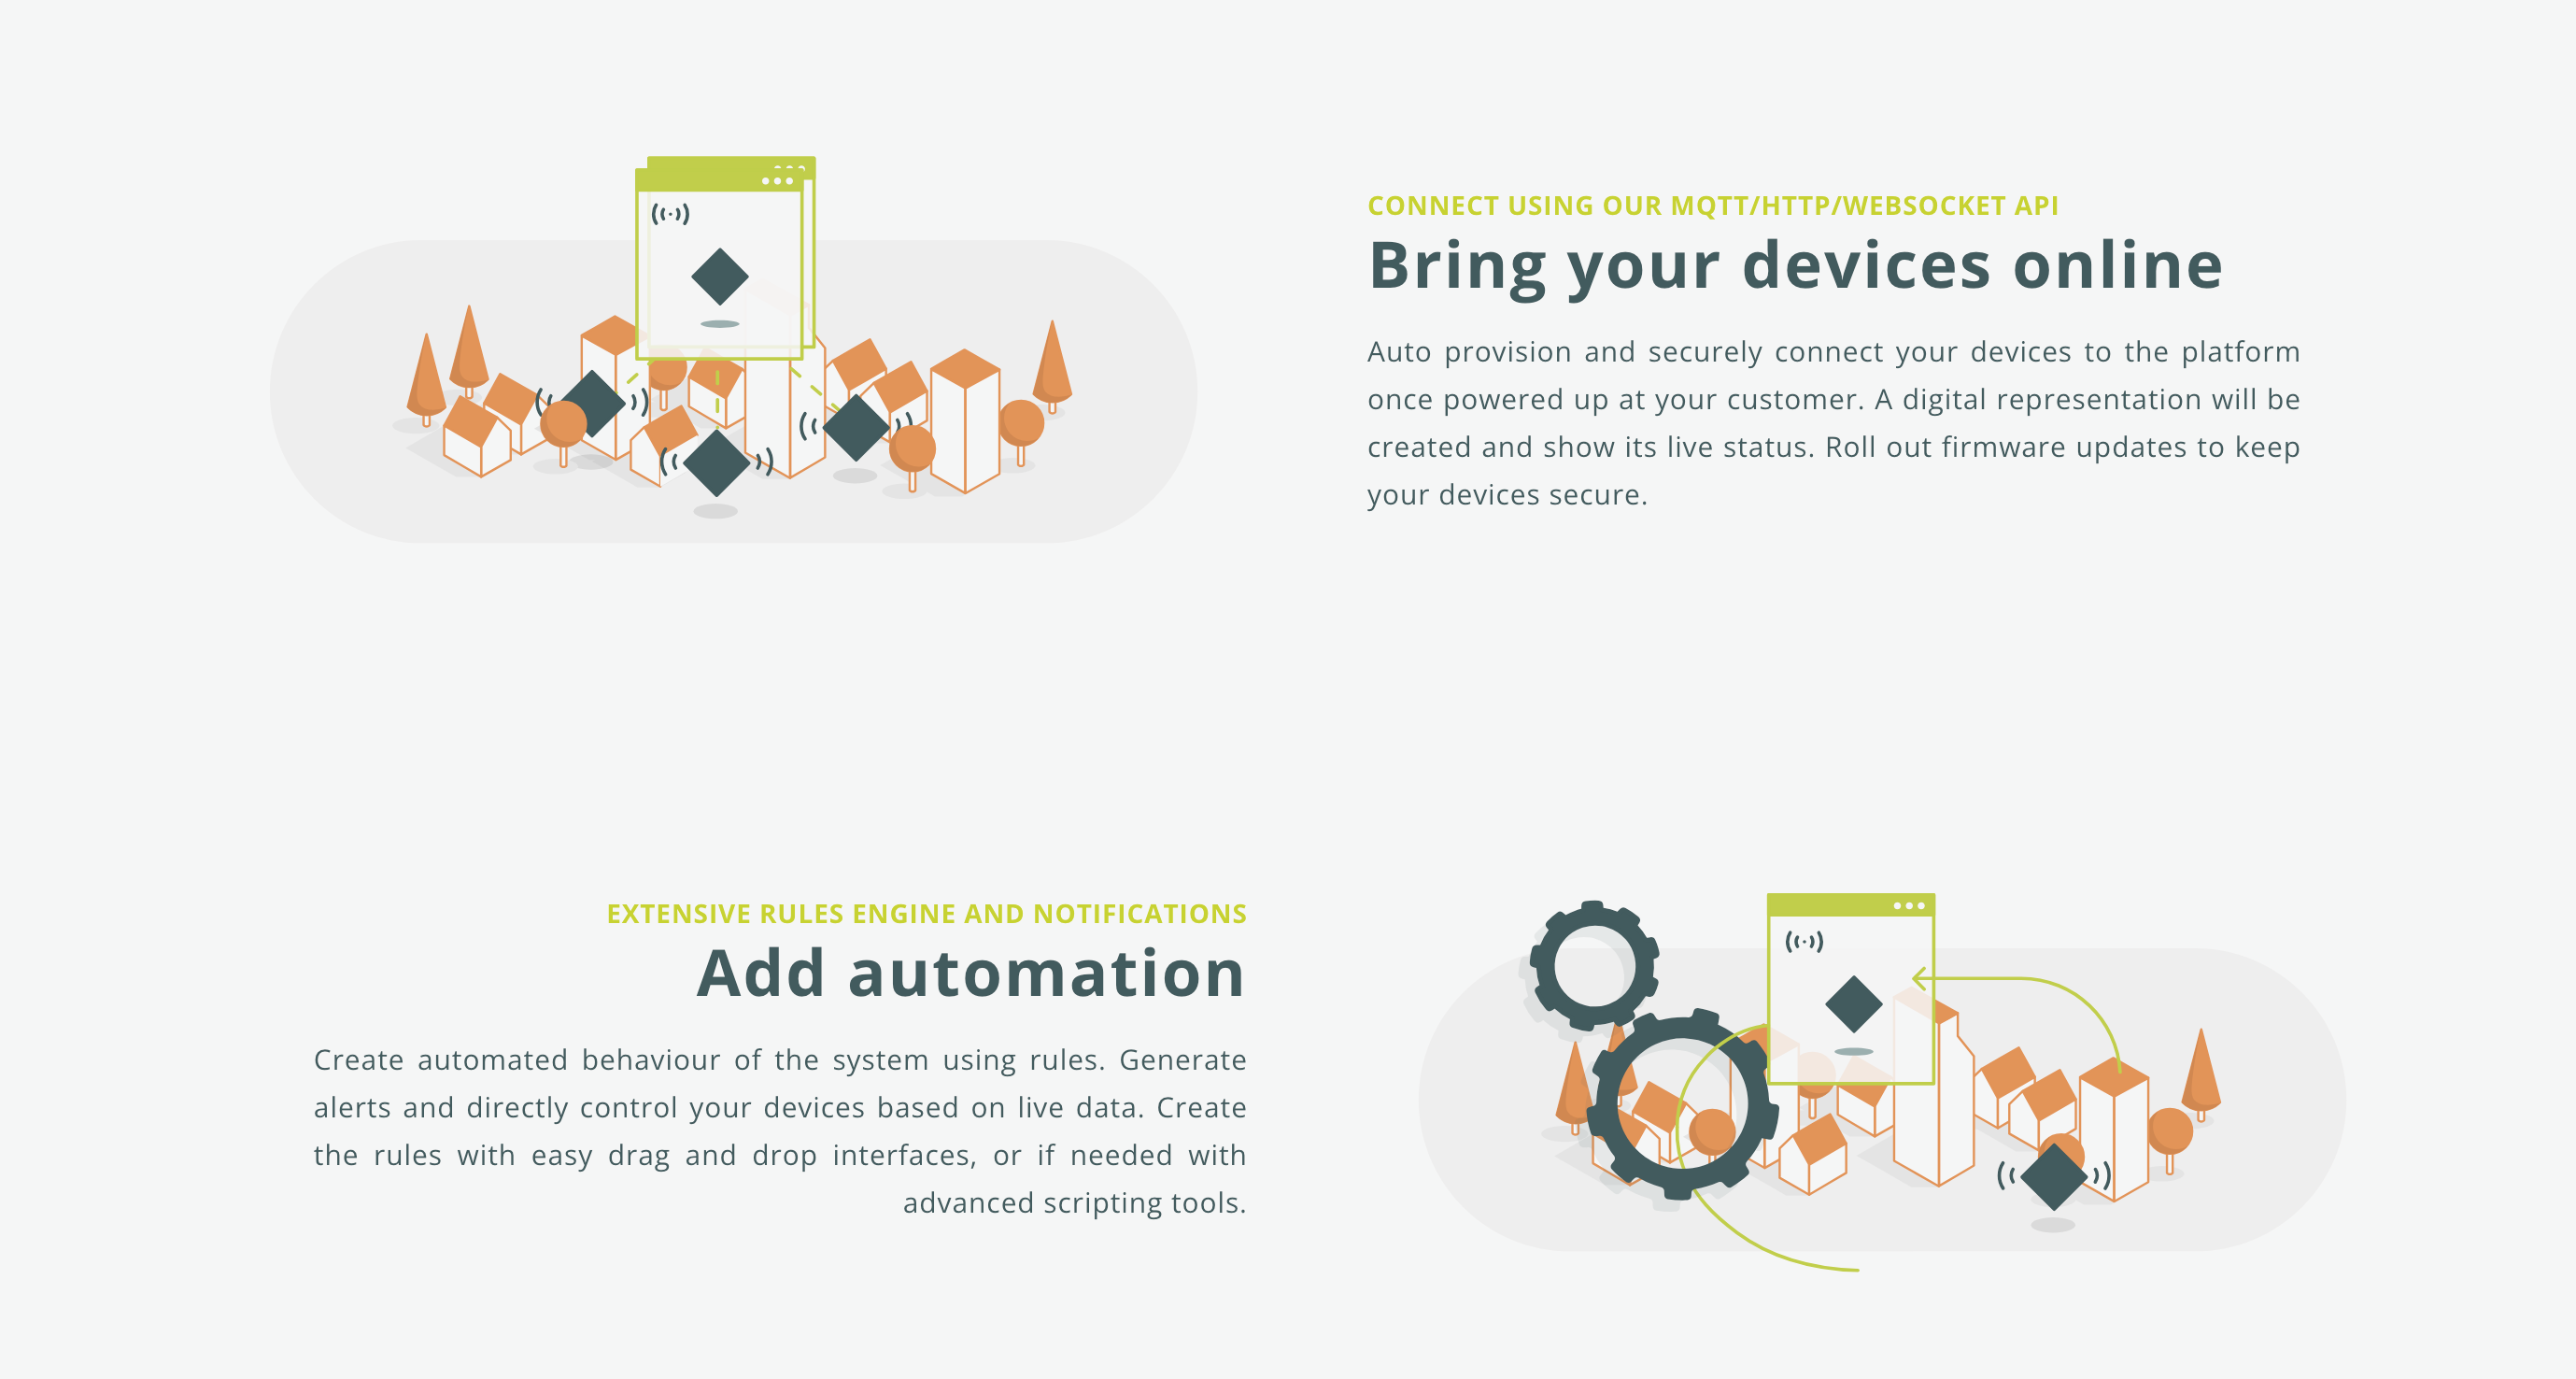 CONNECT USING OUR MQTT/HTTP/WEBSOCKET API
Bring your devices online
Auto provision and securely connect your devices to the platform
once powered up at your customer. A digital representation will be
created and show its live status. Roll out firmware updates to keep
your devices secure.
EXTENSIVE RULES ENGINE AND NOTIFICATIONS
Add automation
Create automated behaviour of the system using rules. Generate
alerts and directly control your devices based on live data. Create
the rules with easy drag and drop interfaces, or if needed with
advanced scripting tools.